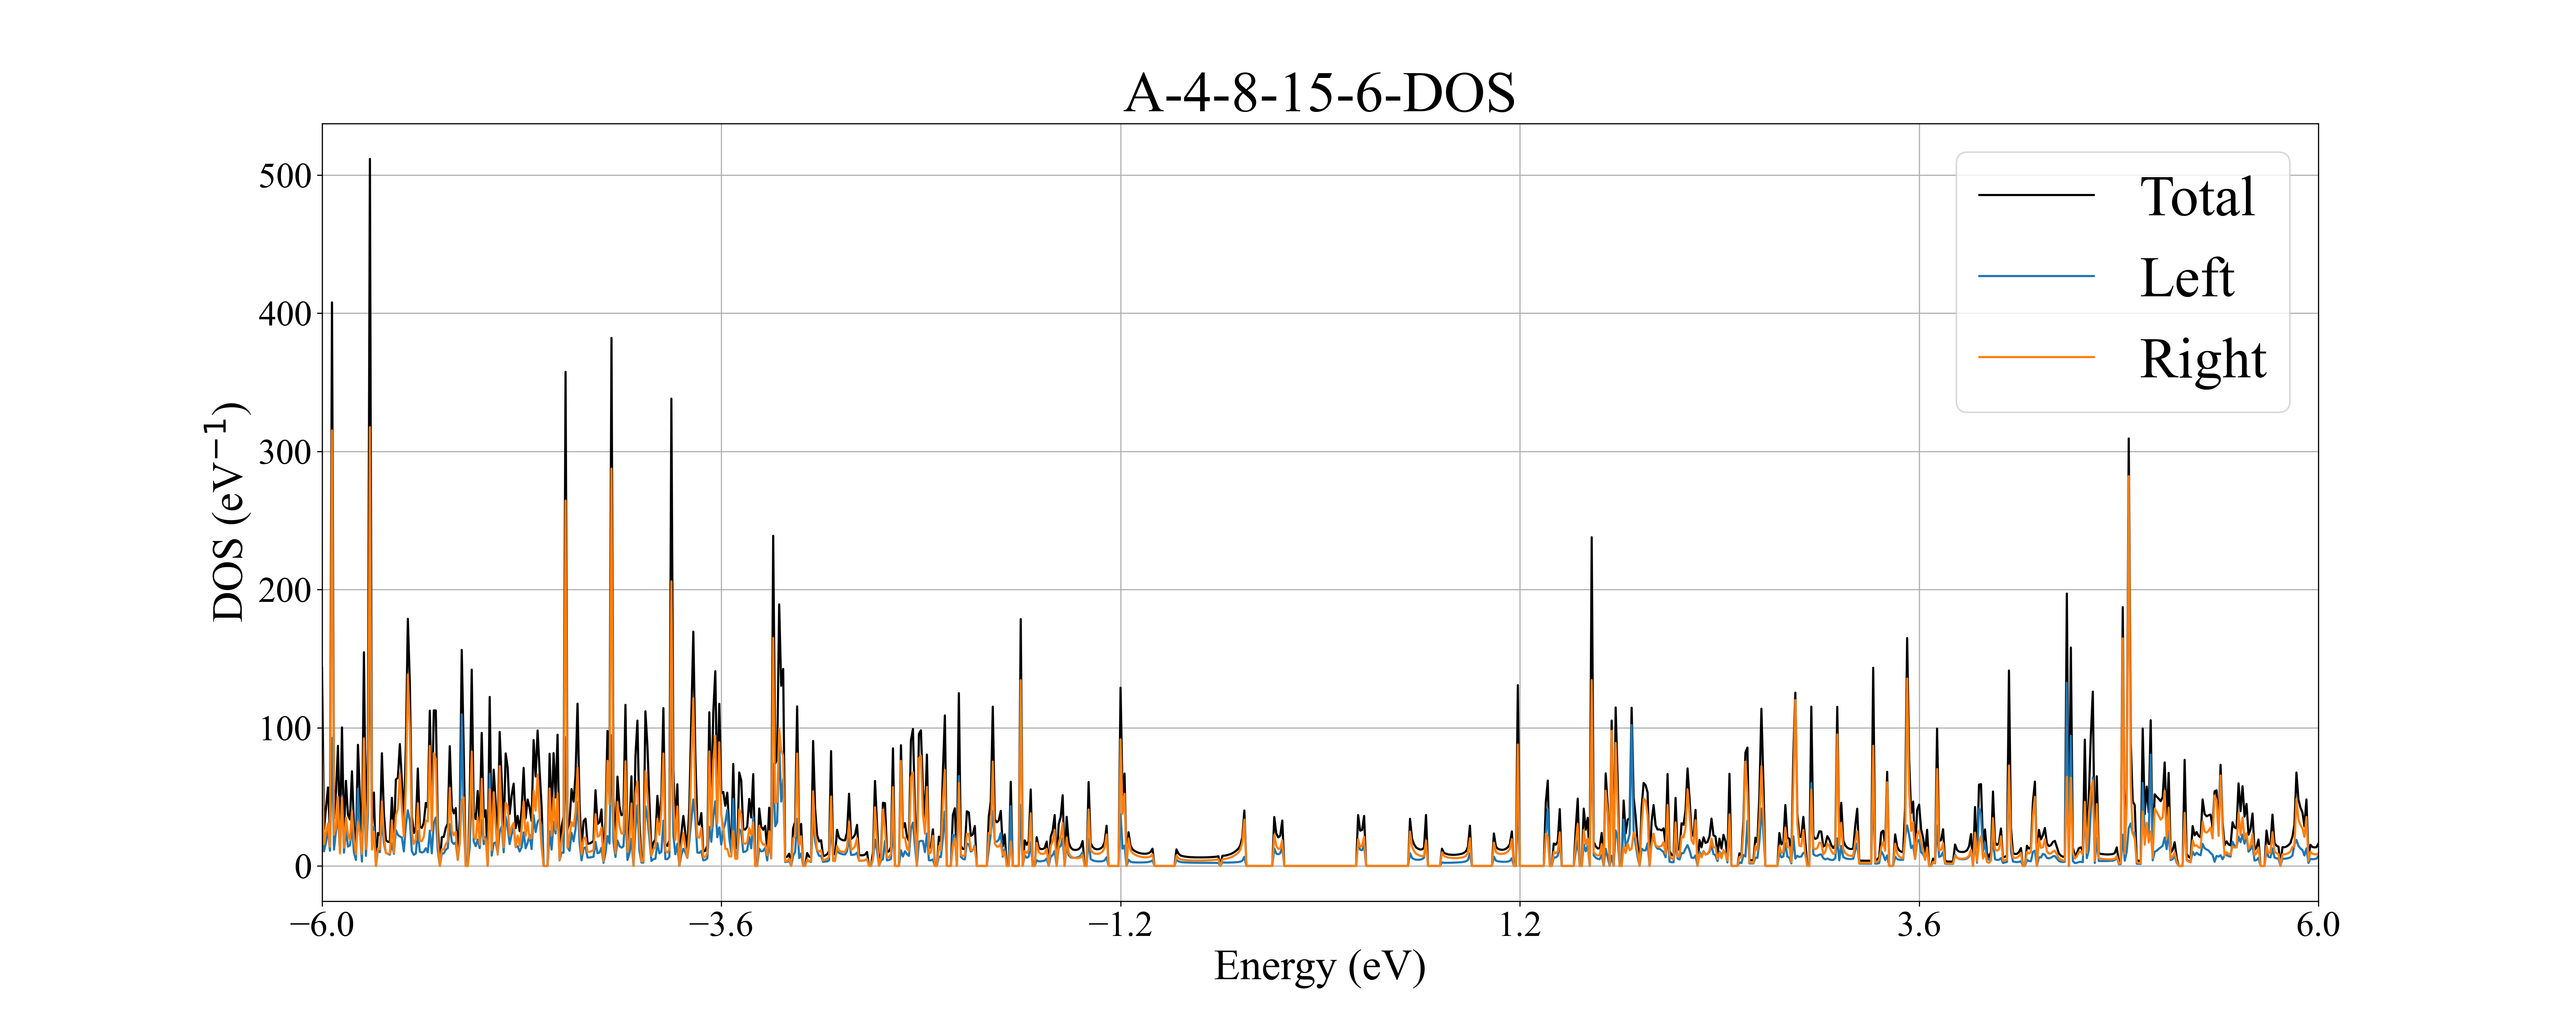 A-4-8-15-6-DOS
Total
Left
Right
DOS (eV⁻¹)
500
400
300
200
100
0
−6.0 −3.6 −1.2 1.2 3.6 6.0
Energy (eV)